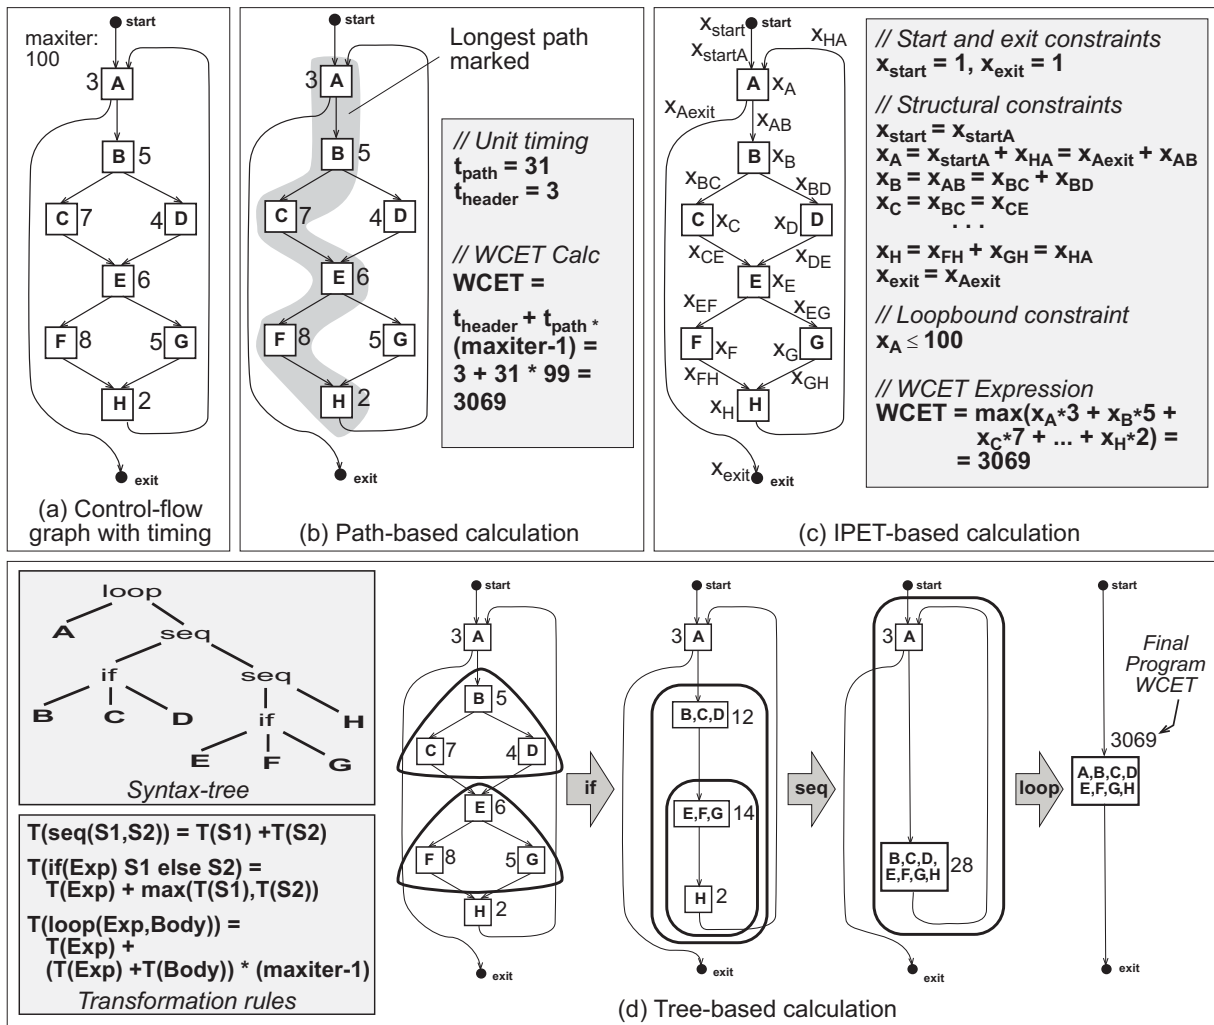 start
maxiter:
100
3 A
B 5
C 7
4 D
E 6
F 8
5 G
H 2
exit
(a) Control-flow
graph with timing
start
Longest path
marked
3 A
B 5
C 7
4 D
E 6
F 8
5 G
H 2
exit
// Unit timing
t_path = 31
t_header = 3
// WCET Calc
WCET =
t_header + t_path *
(maxiter-1) =
3 + 31 * 99 =
3069
(b) Path-based calculation
x_start start
x_startA
x_HA
A x_A
x_Aexit
x_AB
B x_B
x_BC x_BD
C x_C
x_D D
x_CE x_DE
E x_E
x_EF x_EG
F x_F
x_G G
x_FH x_GH
x_H H
x_exit exit
// Start and exit constraints
x_start = 1, x_exit = 1
// Structural constraints
x_start = x_startA
x_A = x_startA + x_HA = x_Aexit + x_AB
x_B = x_AB = x_BC + x_BD
x_C = x_BC = x_CE
. . .
x_H = x_FH + x_GH = x_HA
x_exit = x_Aexit
// Loopbound constraint
x_A ≤ 100
// WCET Expression
WCET = max(x_A*3 + x_B*5 +
x_C*7 + ... + x_H*2) =
= 3069
(c) IPET-based calculation
loop
A seq
if seq
B C D if H
E F G
Syntax-tree
T(seq(S1,S2)) = T(S1) +T(S2)
T(if(Exp) S1 else S2) =
T(Exp) + max(T(S1),T(S2))
T(loop(Exp,Body)) =
T(Exp) +
(T(Exp) +T(Body)) * (maxiter-1)
Transformation rules
start
3 A
B 5
C 7
4 D
E 6
F 8
5 G
H 2
exit
if
start
3 A
B,C,D 12
E,F,G 14
H 2
exit
seq
start
3 A
B,C,D,
E,F,G,H 28
exit
loop
start
Final
Program
WCET
3069
A,B,C,D
E,F,G,H
exit
(d) Tree-based calculation